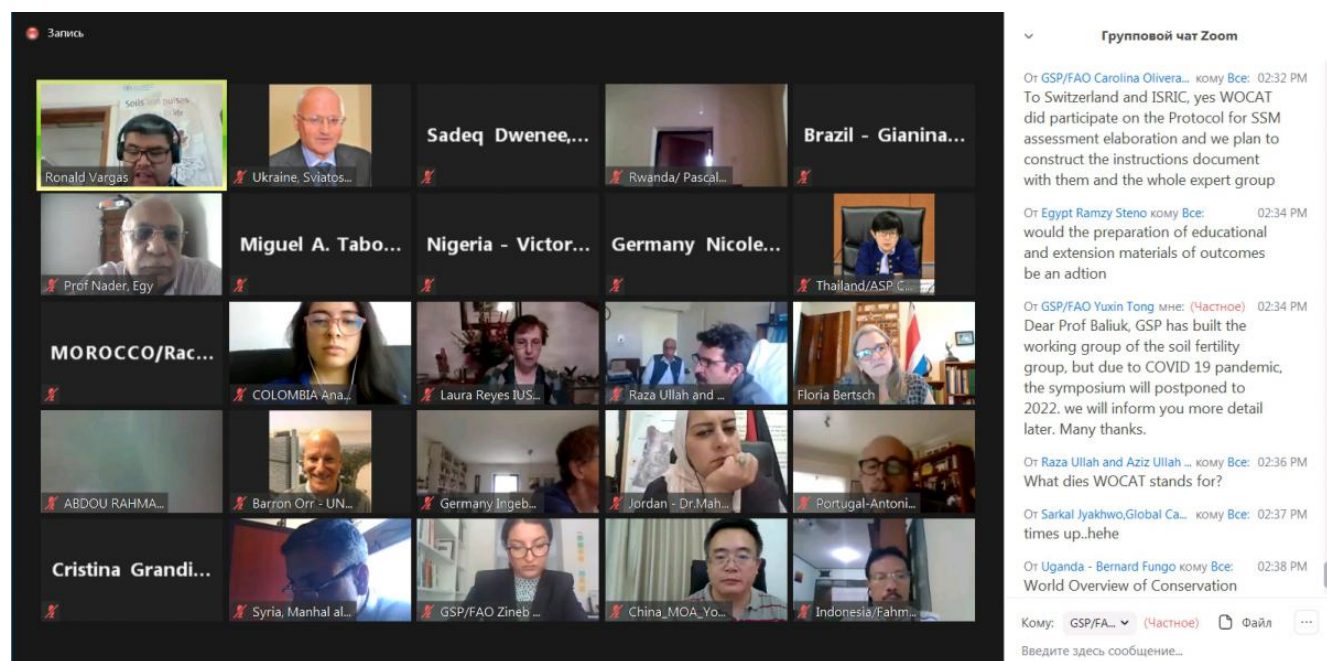 Запись
Ronald Vargas
Ukraine, Sviatos...
Sadeq Dwenee,...
Rwanda/ Pascal...
Brazil - Gianina...
Prof Nader, Egy
Miguel A. Tabo...
Nigeria - Victor...
Germany Nicole...
Thailand/ASP C...
MOROCCO/Rac...
COLOMBIA Ana...
Laura Reyes IUS...
Raza Ullah and ...
Floria Bertsch
ABDOU RAHMA...
Barron Orr - UN...
Germany Ingeb...
Jordan - Dr.Mah...
Portugal-Antoni...
Cristina Grandi...
Syria, Manhal al...
GSP/FAO Zineb ...
China_MOA_Yo...
Indonesia/Fahm...
Групповой чат Zoom
От GSP/FAO Carolina Olivera... кому Все: 02:32 PM
To Switzerland and ISRIC, yes WOCAT
did participate on the Protocol for SSM
assessment elaboration and we plan to
construct the instructions document
with them and the whole expert group
От Egypt Ramzy Steno кому Все: 02:34 PM
would the preparation of educational
and extension materials of outcomes
be an adtion
От GSP/FAO Yuxin Tong мне: (Частное) 02:34 PM
Dear Prof Baliuk, GSP has built the
working group of the soil fertility
group, but due to COVID 19 pandemic,
the symposium will postponed to
2022. we will inform you more detail
later. Many thanks.
От Raza Ullah and Aziz Ullah ... кому Все: 02:36 PM
What dies WOCAT stands for?
От Sarkal Jyakhwo,Global Ca... кому Все: 02:37 PM
times up..hehe
От Uganda - Bernard Fungo кому Все: 02:38 PM
World Overview of Conservation
Кому: GSP/FA... (Частное) Файл ...
Введите здесь сообщение...